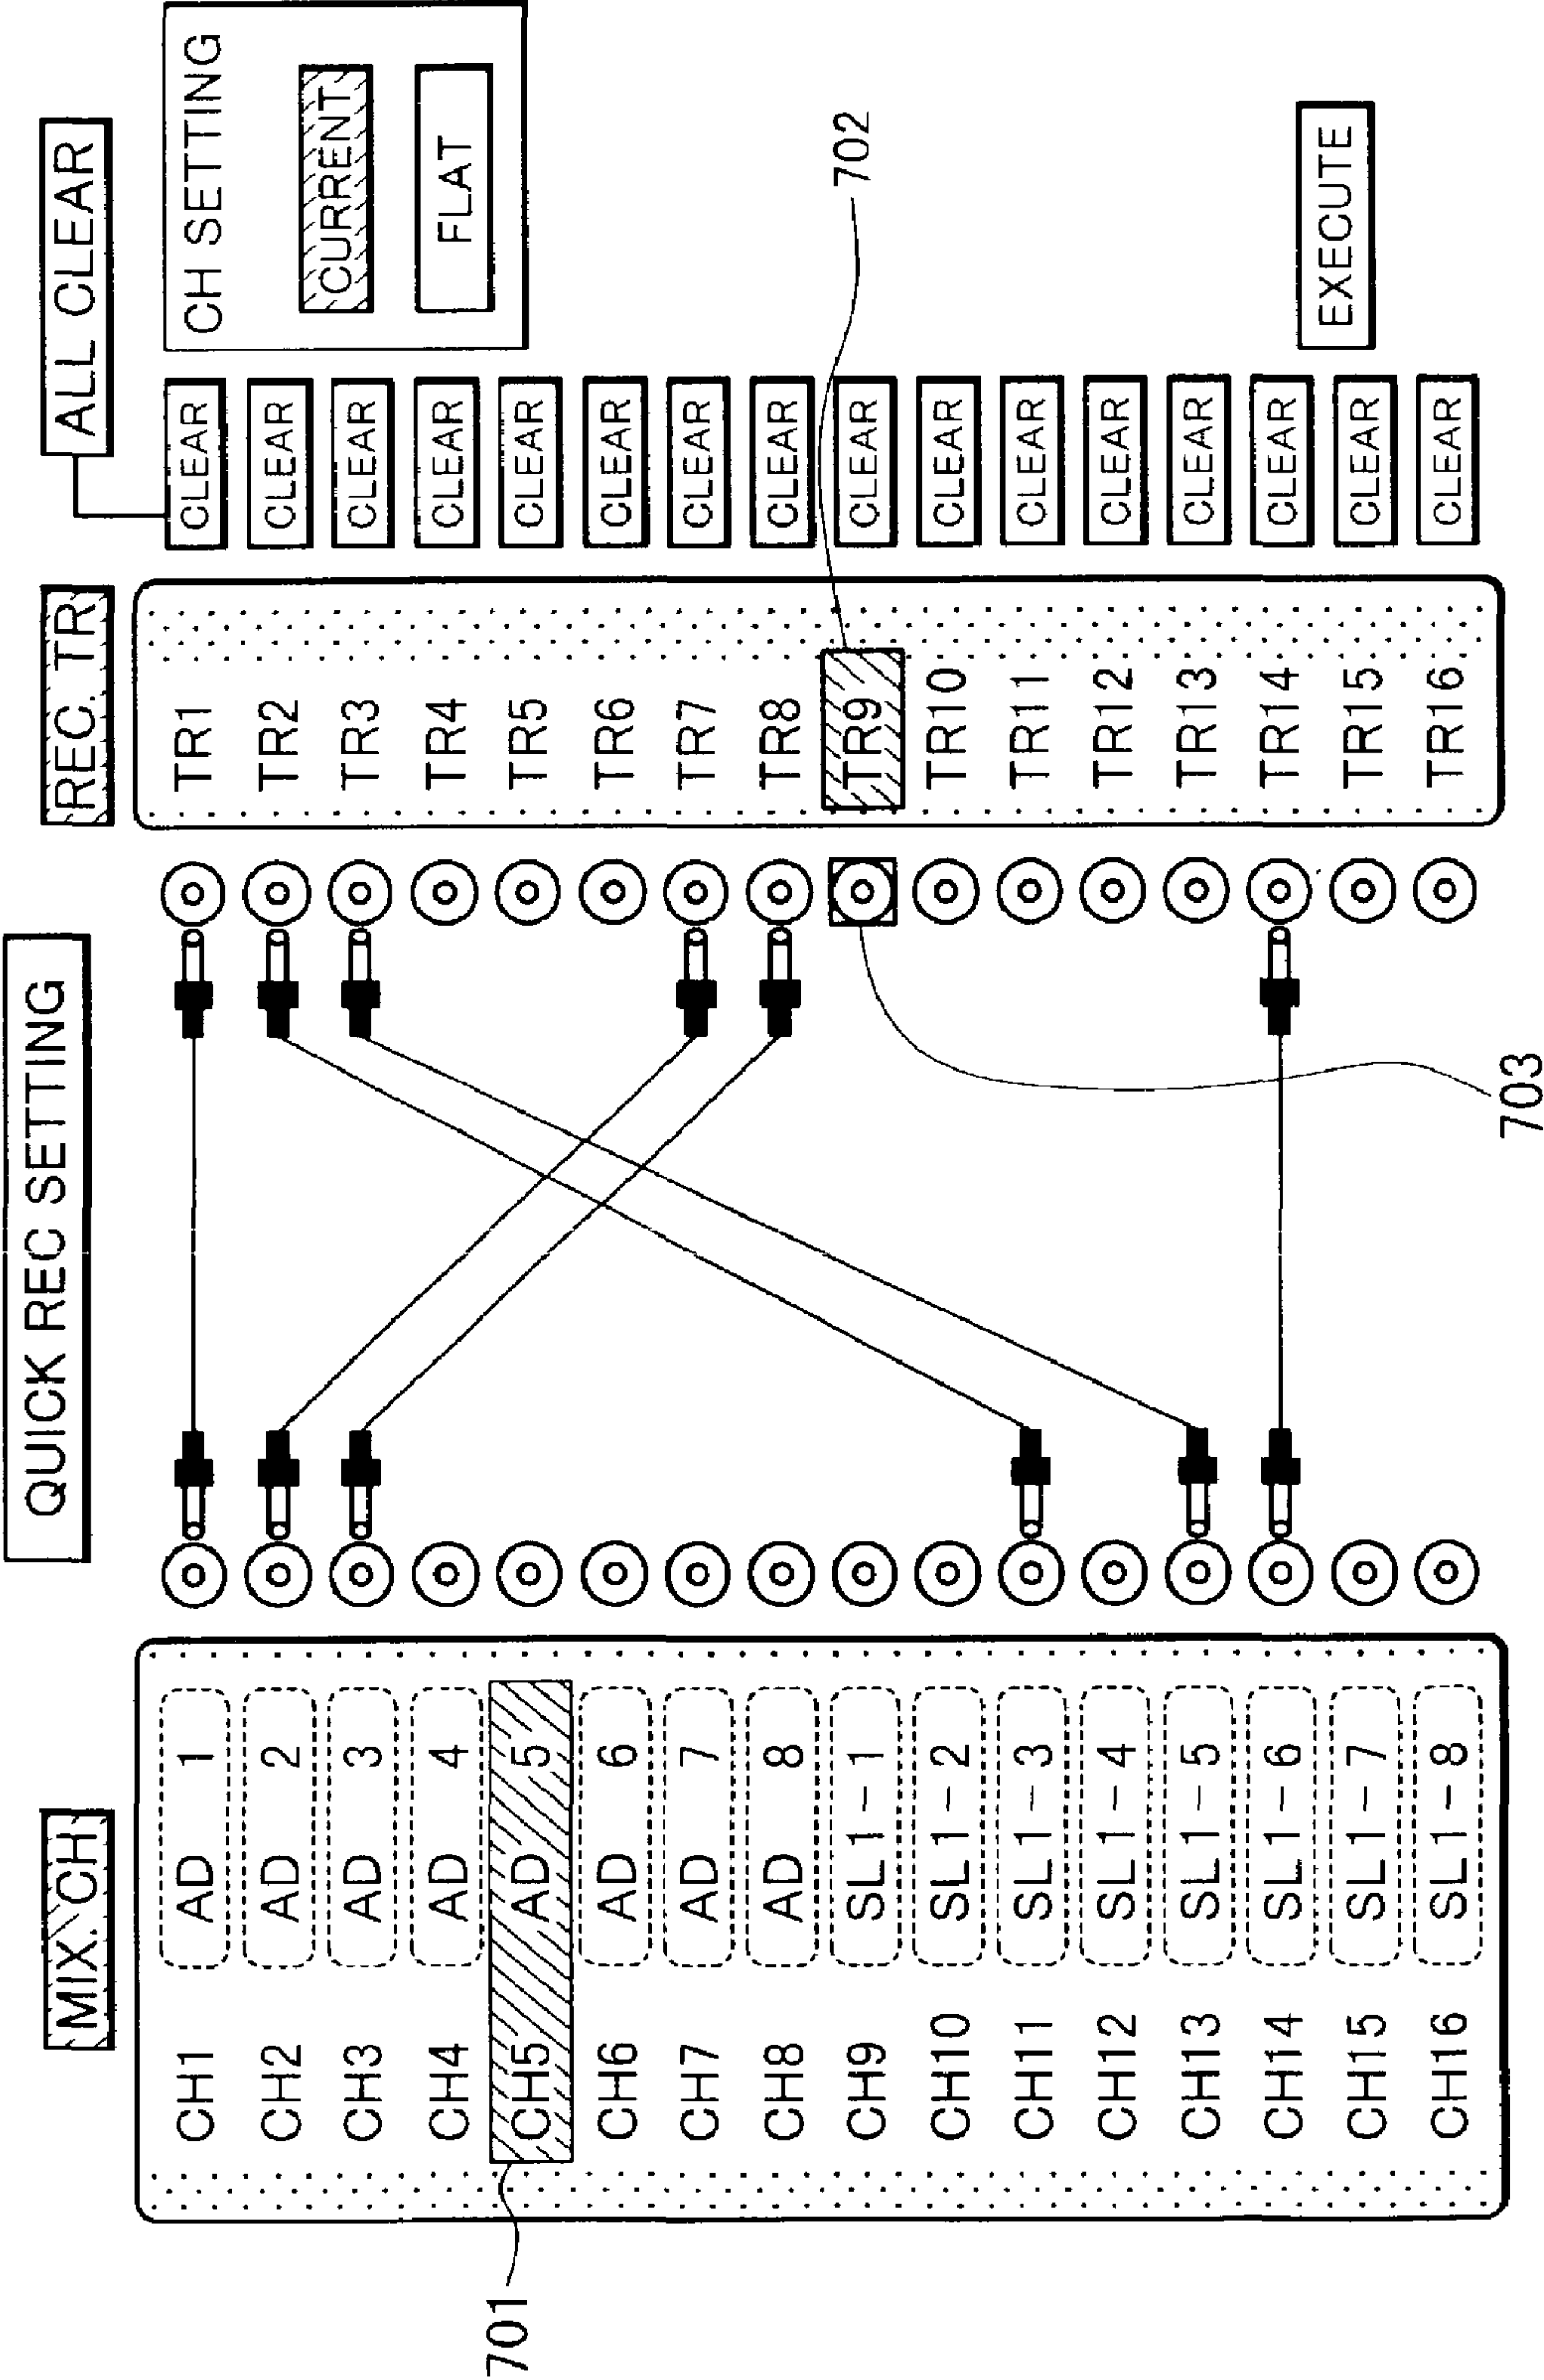 QUICK REC SETTING
MIX. CH
REC. TR
ALL CLEAR
CH1 AD 1 TR1 CLEAR
CH2 AD 2 TR2 CLEAR
CH3 AD 3 TR3 CLEAR
CH4 AD 4 TR4 CLEAR
CH5 AD 5 TR5 CLEAR
CH6 AD 6 TR6 CLEAR
CH7 AD 7 TR7 CLEAR
CH8 AD 8 TR8 CLEAR
CH9 SL1-1 TR9 CLEAR
CH10 SL1-2 TR10 CLEAR
CH11 SL1-3 TR11 CLEAR
CH12 SL1-4 TR12 CLEAR
CH13 SL1-5 TR13 CLEAR
CH14 SL1-6 TR14 CLEAR
CH15 SL1-7 TR15 CLEAR
CH16 SL1-8 TR16 CLEAR
CH SETTING
CURRENT
FLAT
EXECUTE
701
702
703